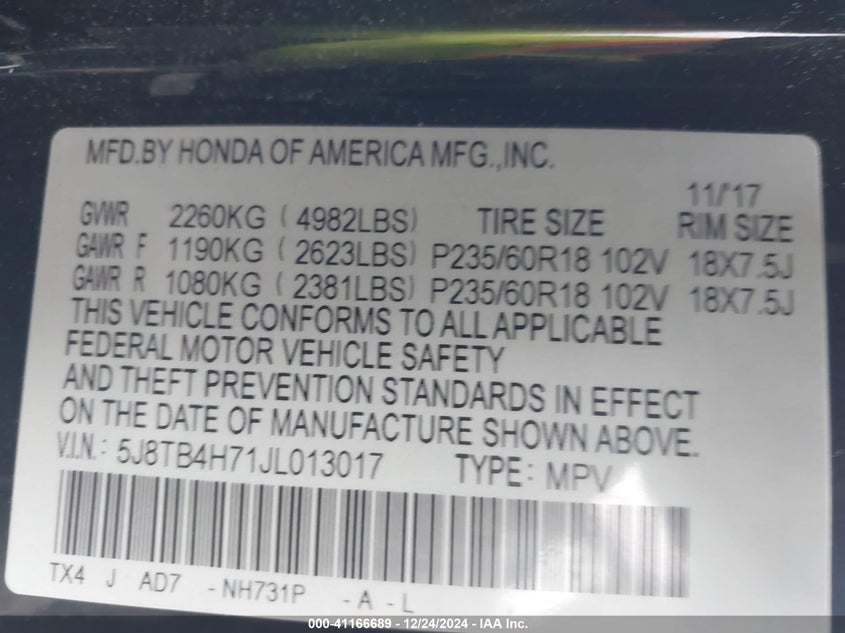 MFD.BY HONDA OF AMERICA MFG.,INC.
11/'17
GVWR 2260KG ( 4982LBS) TIRE SIZE RIM SIZE
GAWR F 1190KG ( 2623LBS) P235/60R18 102V 18X7.5J
GAWR R 1080KG ( 2381LBS) P235/60R18 102V 18X7.5J
THIS VEHICLE CONFORMS TO ALL APPLICABLE
FEDERAL MOTOR VEHICLE SAFETY
AND THEFT PREVENTION STANDARDS IN EFFECT
ON THE DATE OF MANUFACTURE SHOWN ABOVE.
V.I.N.: 5J8TB4H71JL013017 TYPE: MPV
TX4 J AD7 -NH731P -A -L
000-41166689 - 12/24/2024 - IAA Inc.